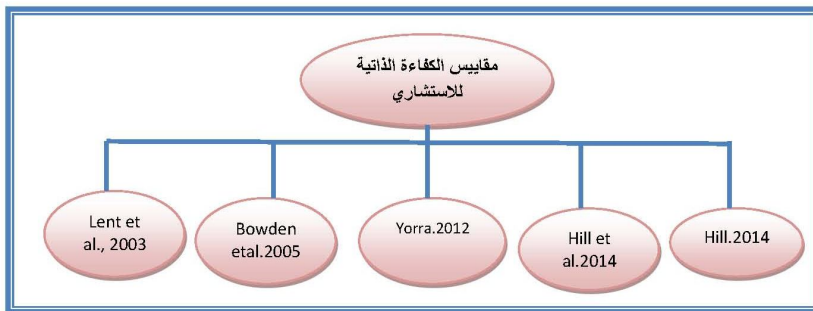 مقاييس الكفاءة الذاتية
للاستشاري
Lent et
al., 2003
Bowden
etal.2005
Yorra.2012
Hill et
al.2014
Hill.2014